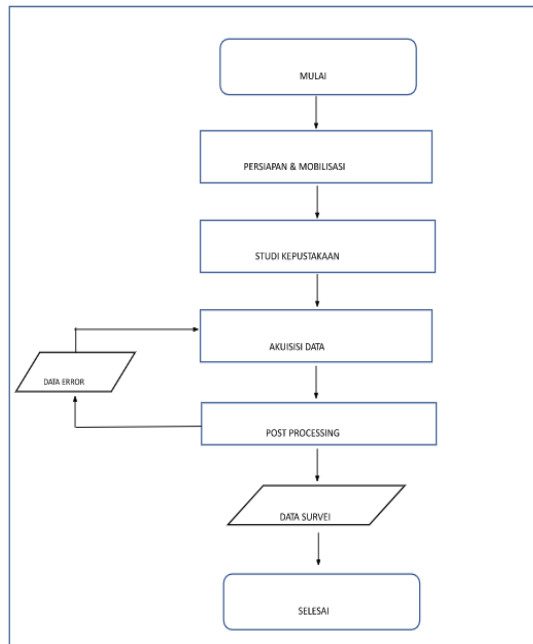 MULAI
PERSIAPAN & MOBILISASI
STUDI KEPUSTAKAAN
AKUISISI DATA
DATA ERROR
POST PROCESSING
DATA SURVEI
SELESAI